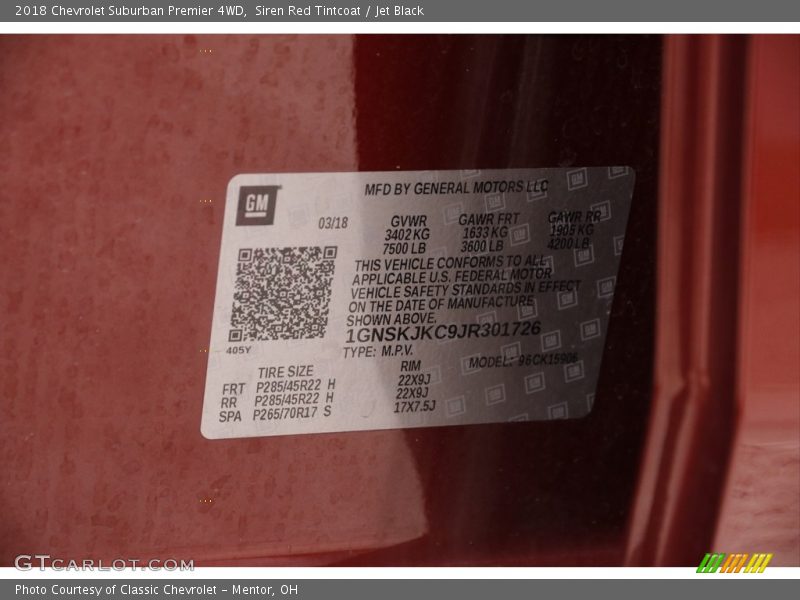 2018 Chevrolet Suburban Premier 4WD,  Siren Red Tintcoat / Jet Black
GM
MFD BY GENERAL MOTORS LLC
03/18
GVWR GAWR FRT GAWR RR
3402 KG 1633 KG 1905 KG
7500 LB 3600 LB 4200 LB
THIS VEHICLE CONFORMS TO ALL
APPLICABLE U.S. FEDERAL MOTOR
VEHICLE SAFETY STANDARDS IN EFFECT
ON THE DATE OF MANUFACTURE
SHOWN ABOVE.
1GNSKJKC9JR301726
405Y
TYPE: M.P.V. MODEL: 96CK15906
TIRE SIZE RIM
FRT P285/45R22 H 22X9J
RR P285/45R22 H 22X9J
SPA P265/70R17 S 17X7.5J
GTCARLOT.COM
Photo Courtesy of Classic Chevrolet - Mentor, OH